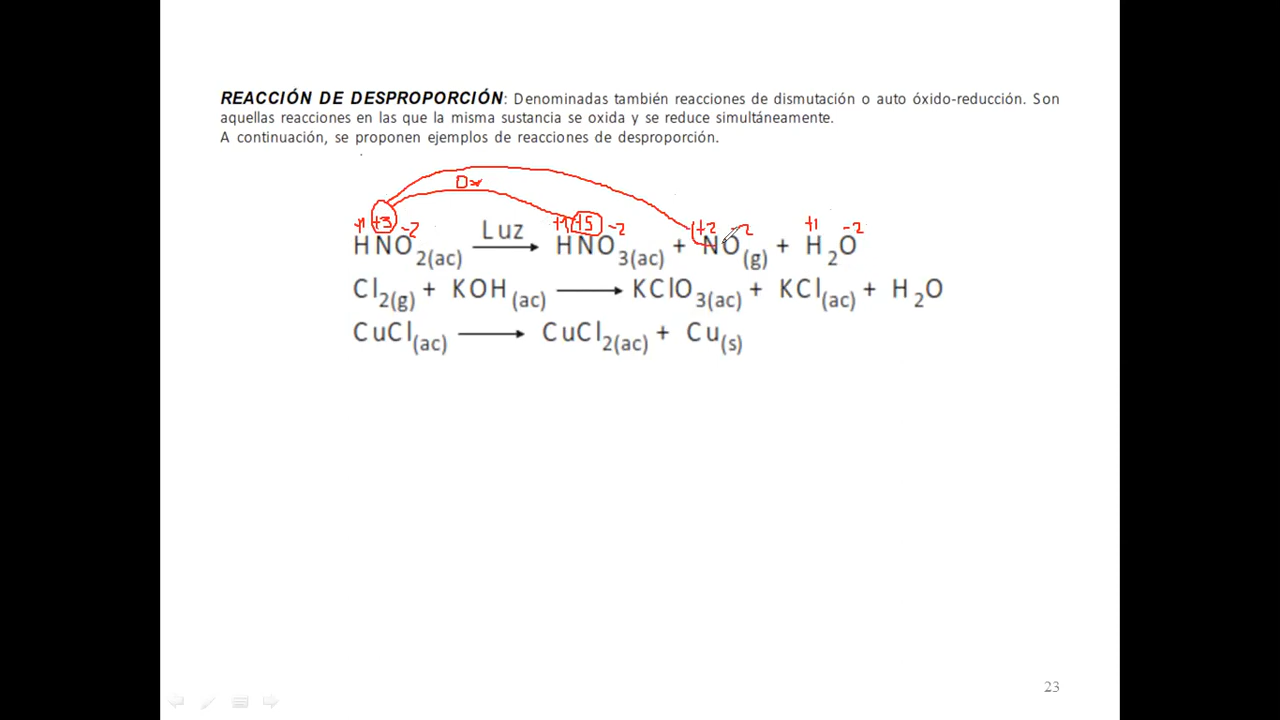 REACCIÓN DE DESPROPORCIÓN: Denominadas también reacciones de dismutación o auto óxido-reducción. Son
aquellas reacciones en las que la misma sustancia se oxida y se reduce simultáneamente.
A continuación, se proponen ejemplos de reacciones de desproporción.
Ox
+1 +3 -2 +1 +5 -2 +2 -2 +1 -2
HNO2(ac) Luz → HNO3(ac) + NO(g) + H2O
Cl2(g) + KOH(ac) → KClO3(ac) + KCl(ac) + H2O
CuCl(ac) → CuCl2(ac) + Cu(s)
23